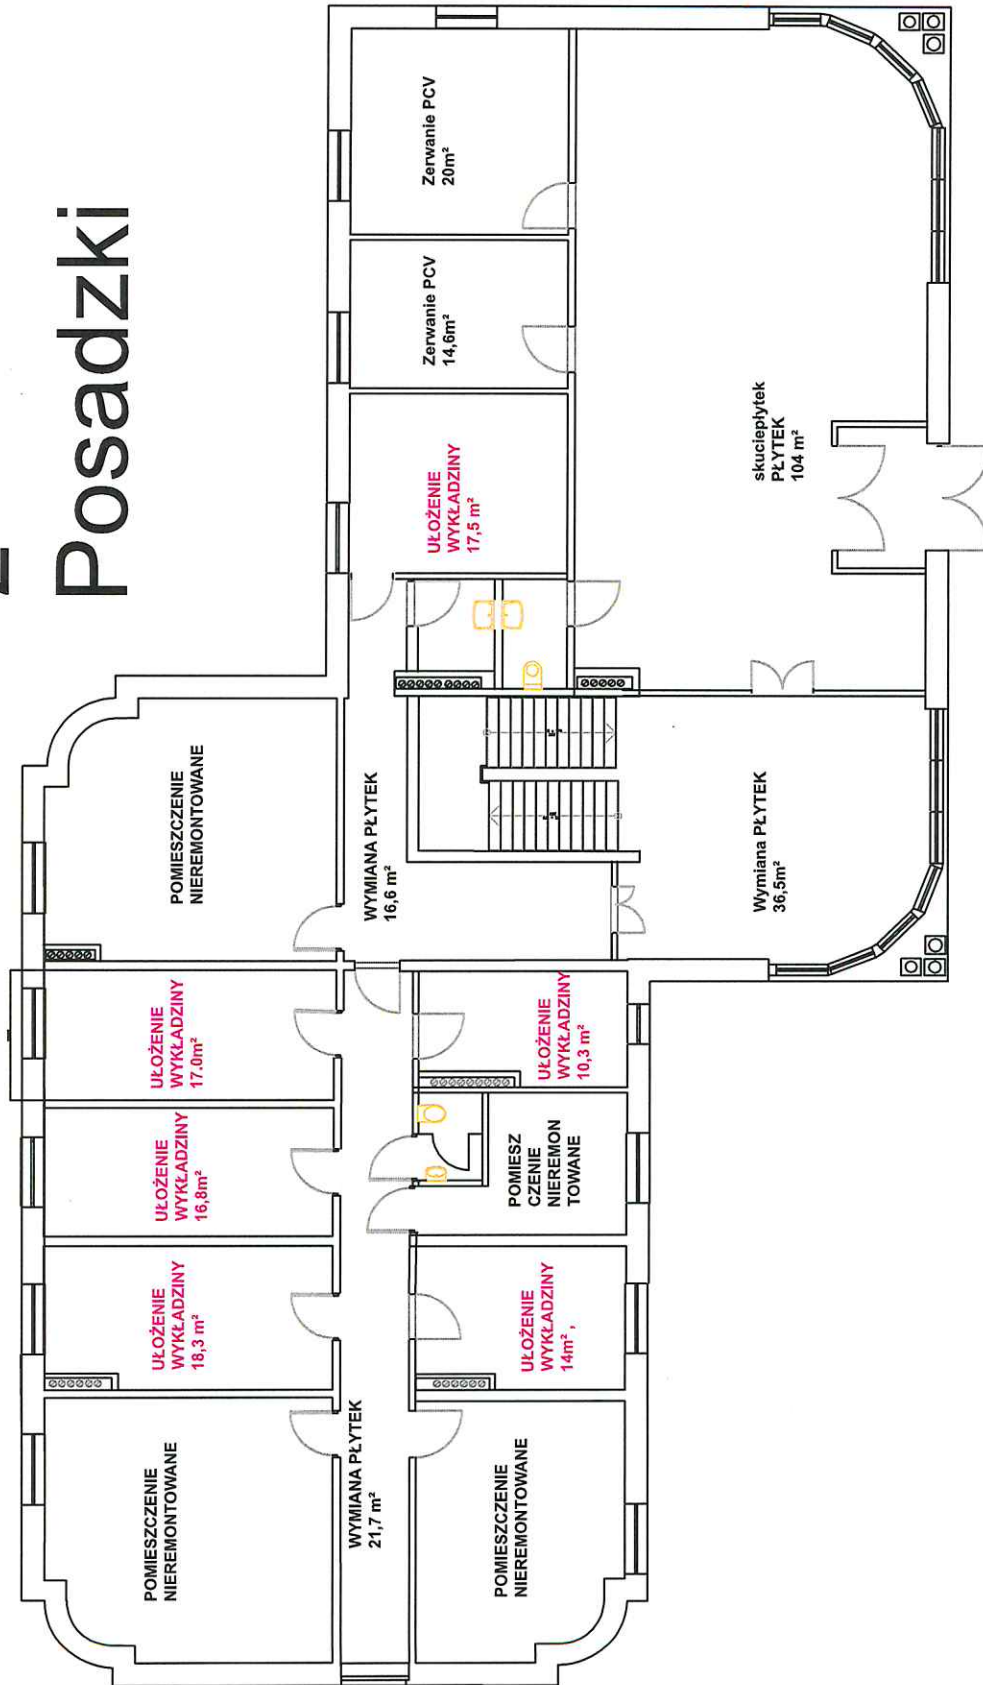 Posadzki
Zerwanie PCV
20m²
Zerwanie PCV
14,6m²
UŁOŻENIE
WYKŁADZINY
17,5 m²
skuciepłytek
PŁYTEK
104 m²
POMIESZCZENIE
NIEREMONTOWANE
WYMIANA PŁYTEK
16,6 m²
Wymiana PŁYTEK
36,5m²
UŁOŻENIE
WYKŁADZINY
17.0m²
UŁOŻENIE
WYKŁADZINY
10,3 m²
UŁOŻENIE
WYKŁADZINY
16,8m²
POMIESZ
CZENIE
NIEREMON
TOWANE
UŁOŻENIE
WYKŁADZINY
18,3 m²
UŁOŻENIE
WYKŁADZINY
14m² ,
POMIESZCZENIE
NIEREMONTOWANE
WYMIANA PŁYTEK
21,7 m²
POMIESZCZENIE
NIEREMONTOWANE